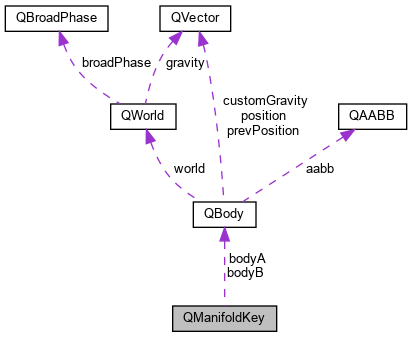 QBroadPhase
QVector
broadPhase
gravity
customGravity
position
prevPosition
QWorld
QAABB
world
aabb
QBody
bodyA
bodyB
QManifoldKey